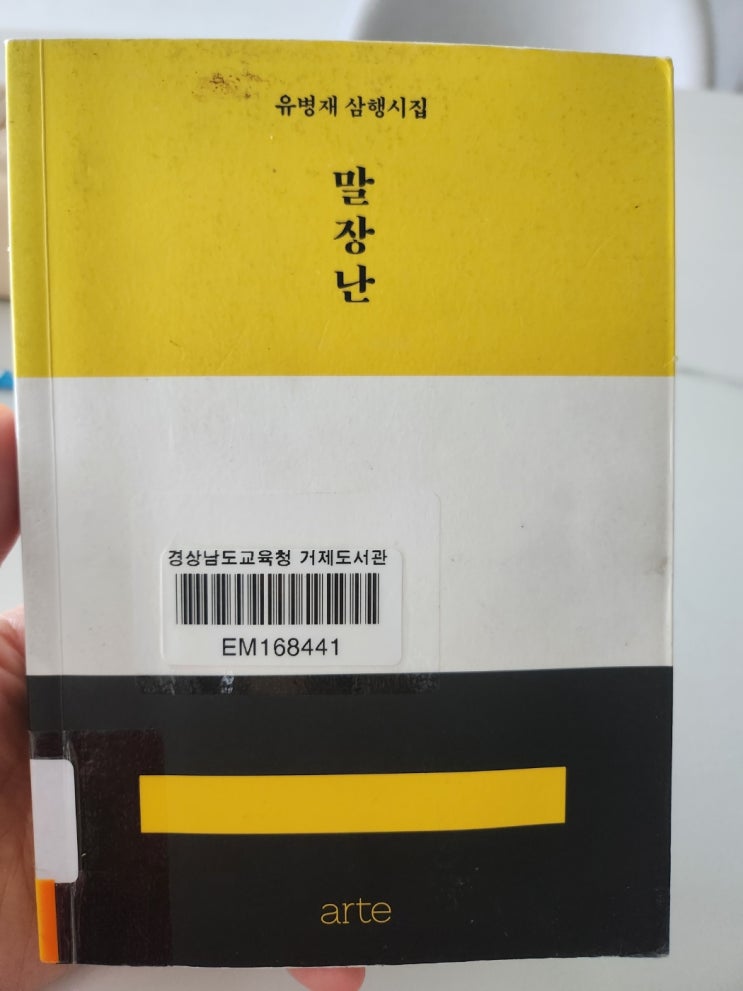 유병재 삼행시집
말
장
난
경상남도교육청 거제도서관
EM168441
arte